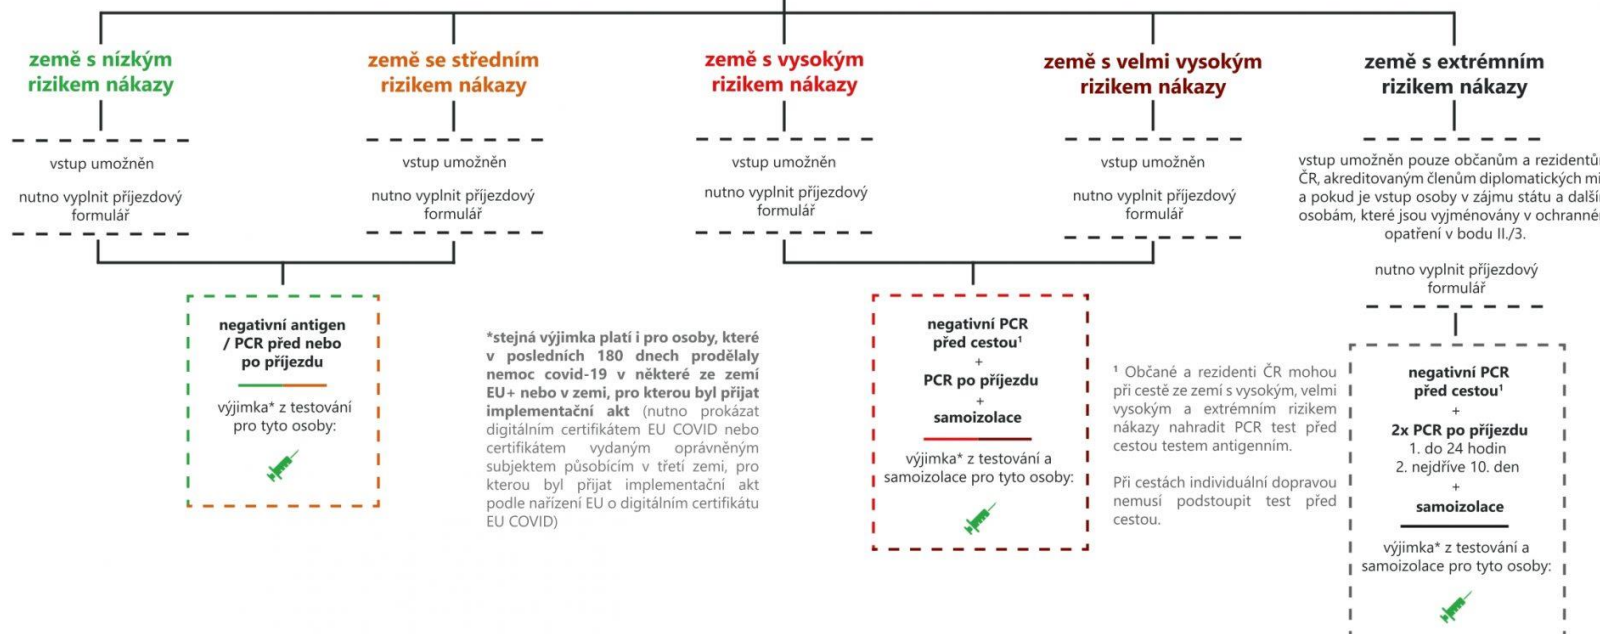 země s nízkým
rizikem nákazy
vstup umožněn
nutno vyplnit příjezdový
formulář
země se středním
rizikem nákazy
vstup umožněn
nutno vyplnit příjezdový
formulář
negativní antigen
/ PCR před nebo
po příjezdu
výjimka* z testování
pro tyto osoby:
*stejná výjimka platí i pro osoby, které
v posledních 180 dnech prodělaly
nemoc covid-19 v některé ze zemí
EU+ nebo v zemi, pro kterou byl přijat
implementační akt (nutno prokázat
digitálním certifikátem EU COVID nebo
certifikátem vydaným oprávněným
subjektem působícím v třetí zemi, pro
kterou byl přijat implementační akt
podle nařízení EU o digitálním certifikátu
EU COVID)
země s vysokým
rizikem nákazy
vstup umožněn
nutno vyplnit příjezdový
formulář
země s velmi vysokým
rizikem nákazy
vstup umožněn
nutno vyplnit příjezdový
formulář
negativní PCR
před cestou¹
+
PCR po příjezdu
+
samoizolace
výjimka* z testování a
samoizolace pro tyto osoby:
¹ Občané a rezidenti ČR mohou
při cestě ze zemí s vysokým, velmi
vysokým a extrémním rizikem
nákazy nahradit PCR test před
cestou testem antigenním.
Při cestách individuální dopravou
nemusí podstoupit test před
cestou.
země s extrémním
rizikem nákazy
vstup umožněn pouze občanům a
ČR, akreditovaným členům diplomatických
a pokud je vstup osoby v zájmu státu a
osobám, které jsou vyjmenovány v
opatření v bodu II./3.
nutno vyplnit příjezdový
formulář
negativní PCR
před cestou¹
+
2x PCR po příjezdu
1. do 24 hodin
2. nejdříve 10. den
+
samoizolace
výjimka* z testování a
samoizolace pro tyto osoby: